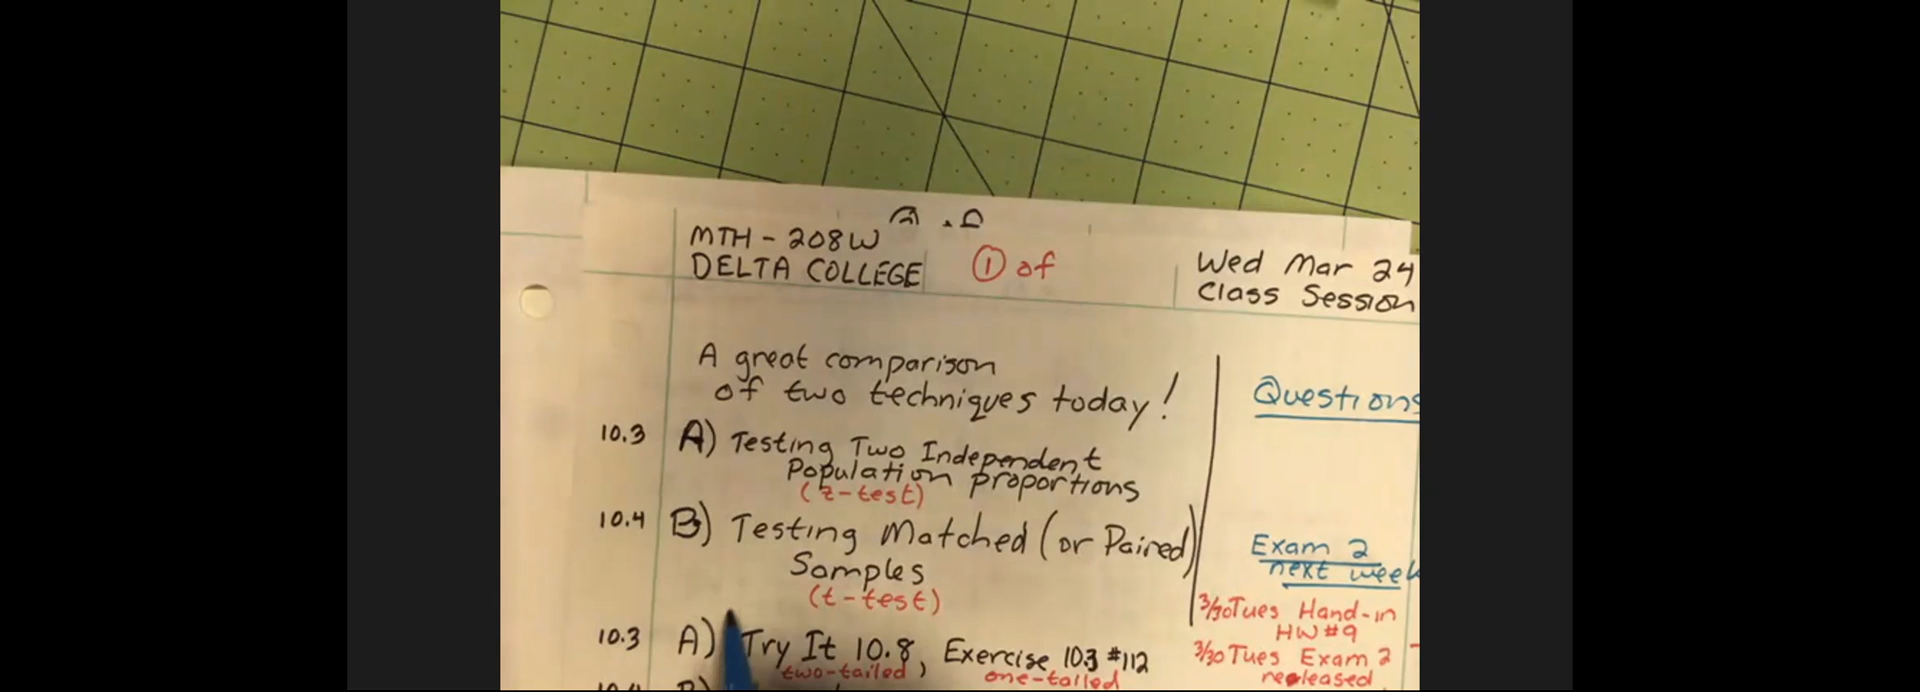 MTH - 208W
DELTA COLLEGE
① of
Wed Mar 24
Class Session
A great comparison
of two techniques today!
10.3 A) Testing Two Independent
Population proportions
(z-test)
10.4 B) Testing Matched (or Paired)
Samples
(t-test)
10.3 A) Try It 10.8, Exercise 10.3 #112
two-tailed, one-tailed
Questions
Exam 2
next week
3/30 Tues Hand-in
HW#9
3/30 Tues Exam 2
released